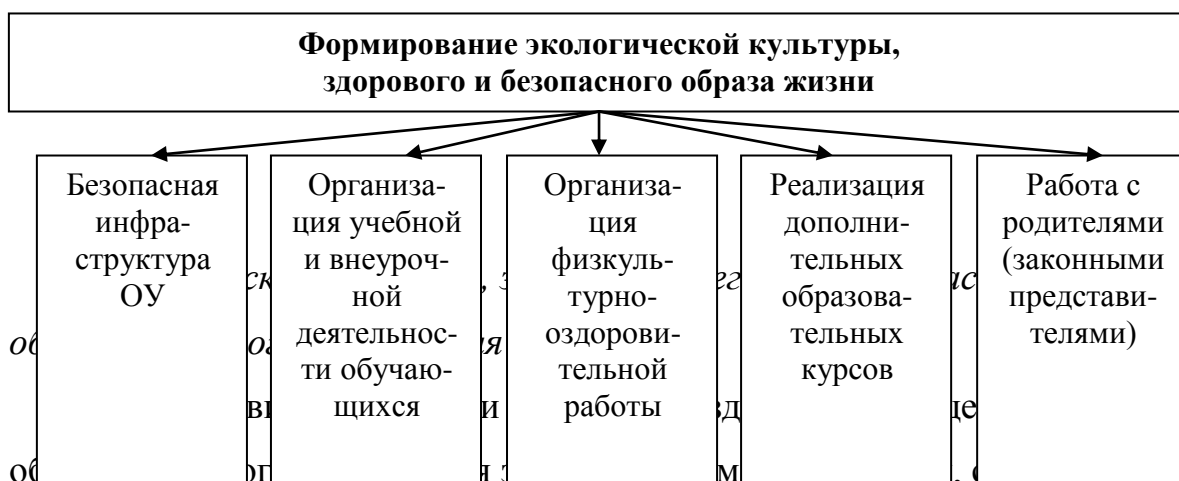 Формирование экологической культуры,
здорового и безопасного образа жизни
Безопасная
инфра-
структура
ОУ
Организа-
ция учебной
и внеуроч-
ной
деятельнос-
ти обучаю-
щихся
Организа-
ция
физкуль-
турно-
оздорови-
тельной
работы
Реализация
дополни-
тельных
образова-
тельных
курсов
Работа с
родителями
(законными
представи-
телями)